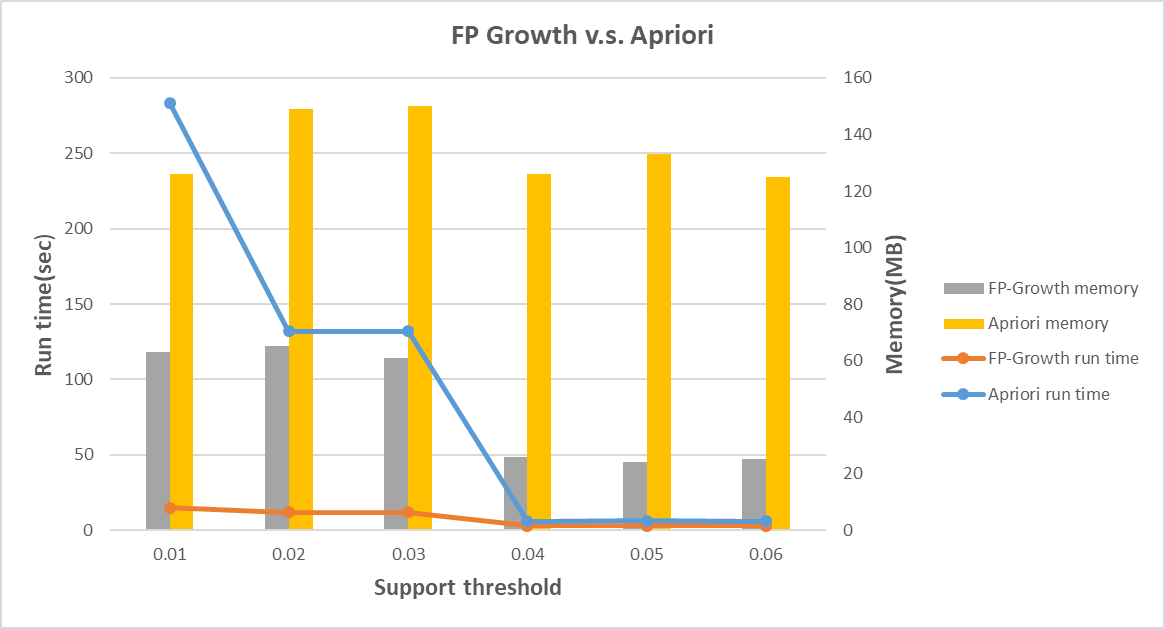 FP Growth v.s. Apriori
300
250
200
150
100
50
0
Run time(sec)
160
140
120
100
80
60
40
20
0
Memory(MB)
0.01 0.02 0.03 0.04 0.05 0.06
Support threshold
FP-Growth memory
Apriori memory
FP-Growth run time
Apriori run time